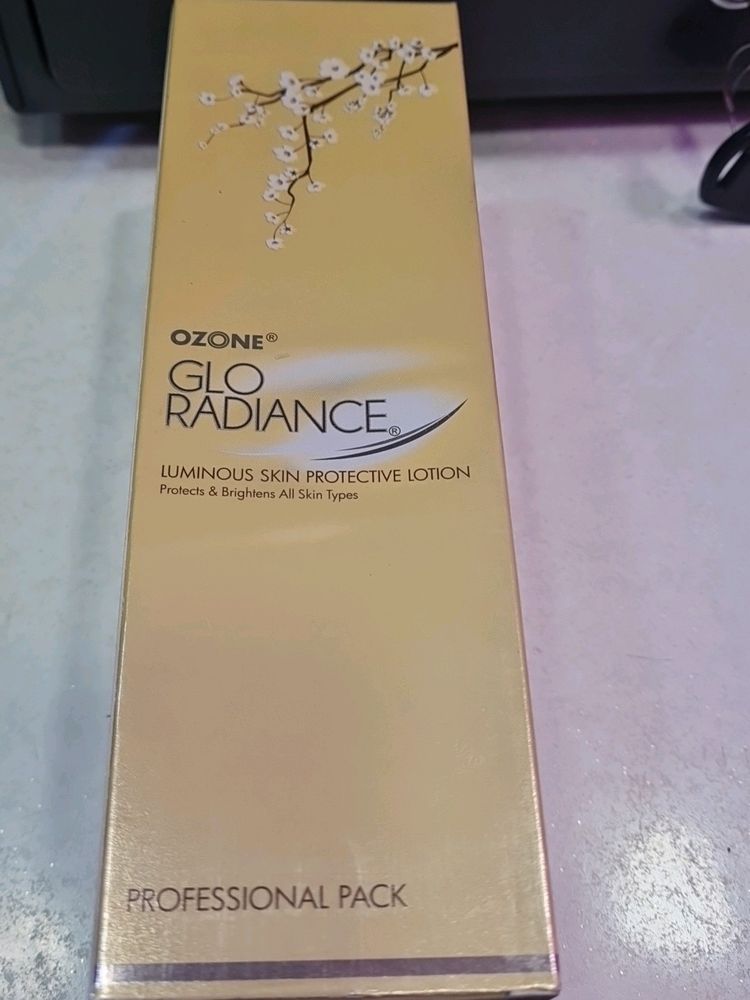 OZONE®
GLO
RADIANCE®
LUMINOUS SKIN PROTECTIVE LOTION
Protects & Brightens All Skin Types
PROFESSIONAL PACK